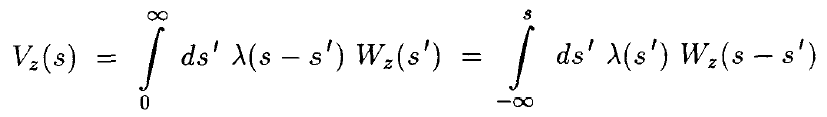 V_z(s) = ∫_0^∞ ds′ λ(s − s′) W_z(s′) = ∫_{−∞}^s ds′ λ(s′) W_z(s − s′)